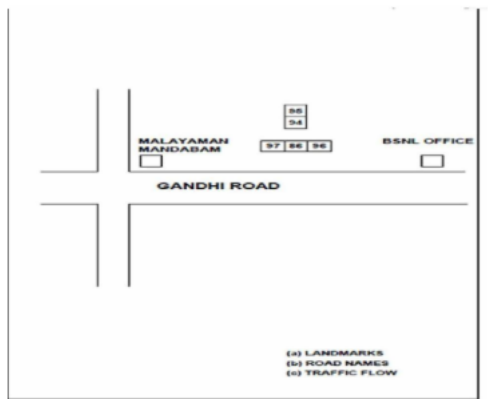 95
94
MALAYAMAN
MANDABAM
97 86 96
BSNL OFFICE
GANDHI ROAD
(a) LANDMARKS
(b) ROAD NAMES
(c) TRAFFIC FLOW